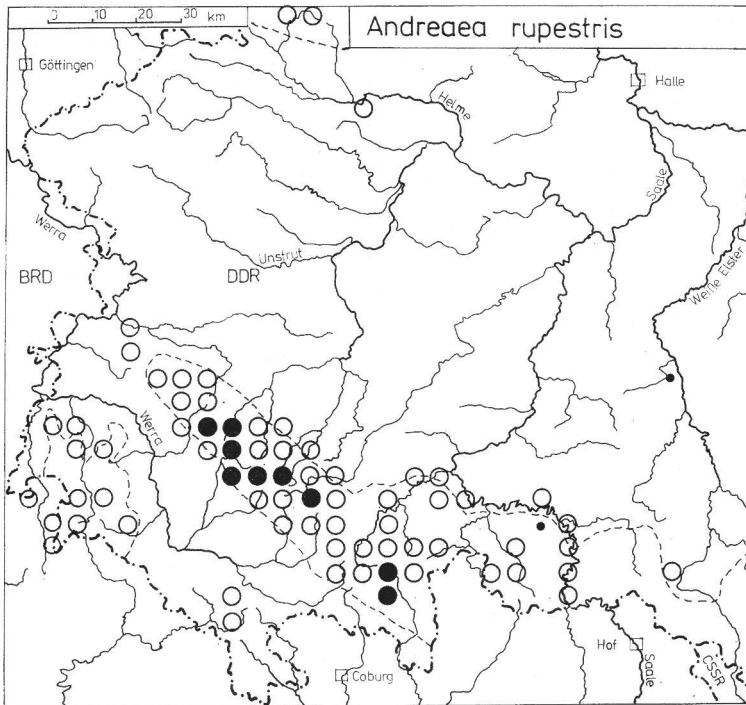 0 10 20 30 km
Andreaea rupestris
Göttingen
Halle
Helme
Saale
Werra
Unstrut
Weiße Elster
BRD
DDR
Werra
Hof
Saale
ČSSR
Coburg